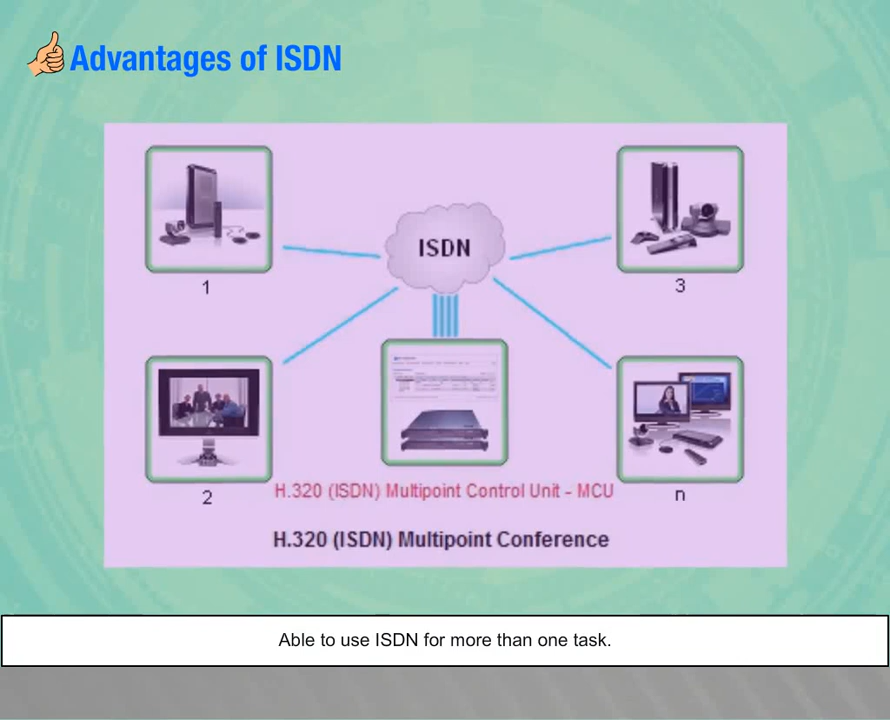 Advantages of ISDN
ISDN
1
3
2
n
H.320 (ISDN) Multipoint Control Unit - MCU
H.320 (ISDN) Multipoint Conference
Able to use ISDN for more than one task.